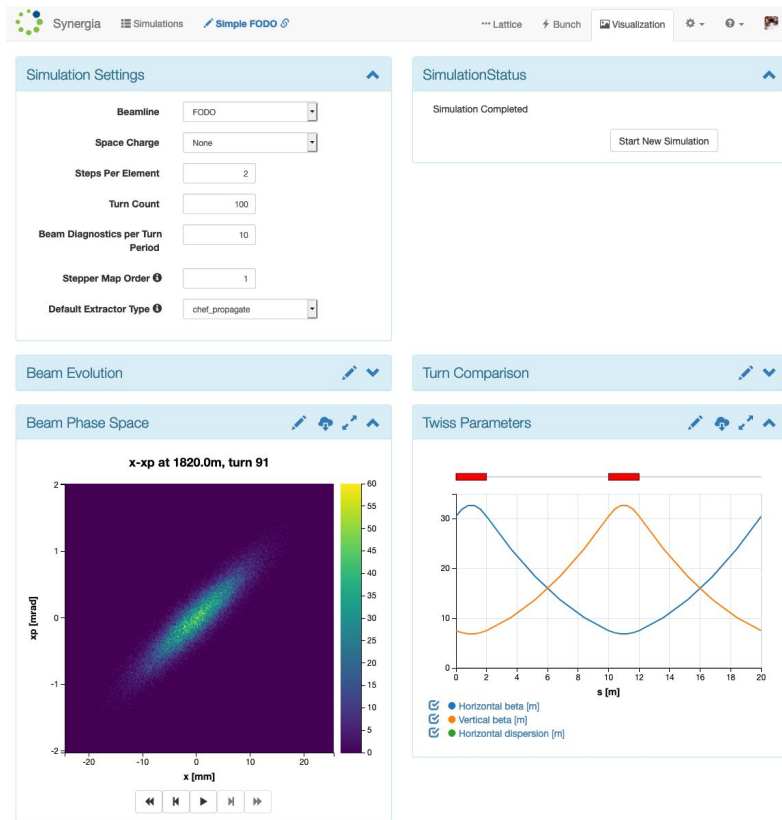 Synergia Simulations Simple FODO Lattice Bunch Visualization
Simulation Settings
Beamline FODO
Space Charge None
Steps Per Element 2
Turn Count 100
Beam Diagnostics per Turn Period 10
Stepper Map Order 1
Default Extractor Type chef_propagate
SimulationStatus
Simulation Completed
Start New Simulation
Beam Evolution
Turn Comparison
Beam Phase Space
x-xp at 1820.0m, turn 91
2
1
0
-1
-2
xp [mrad]
-20 -10 0 10 20
x [mm]
60
55
50
45
40
35
30
25
20
15
10
5
0
Twiss Parameters
30
20
10
0
0 2 4 6 8 10 12 14 16 18 20
s [m]
Horizontal beta [m]
Vertical beta [m]
Horizontal dispersion [m]